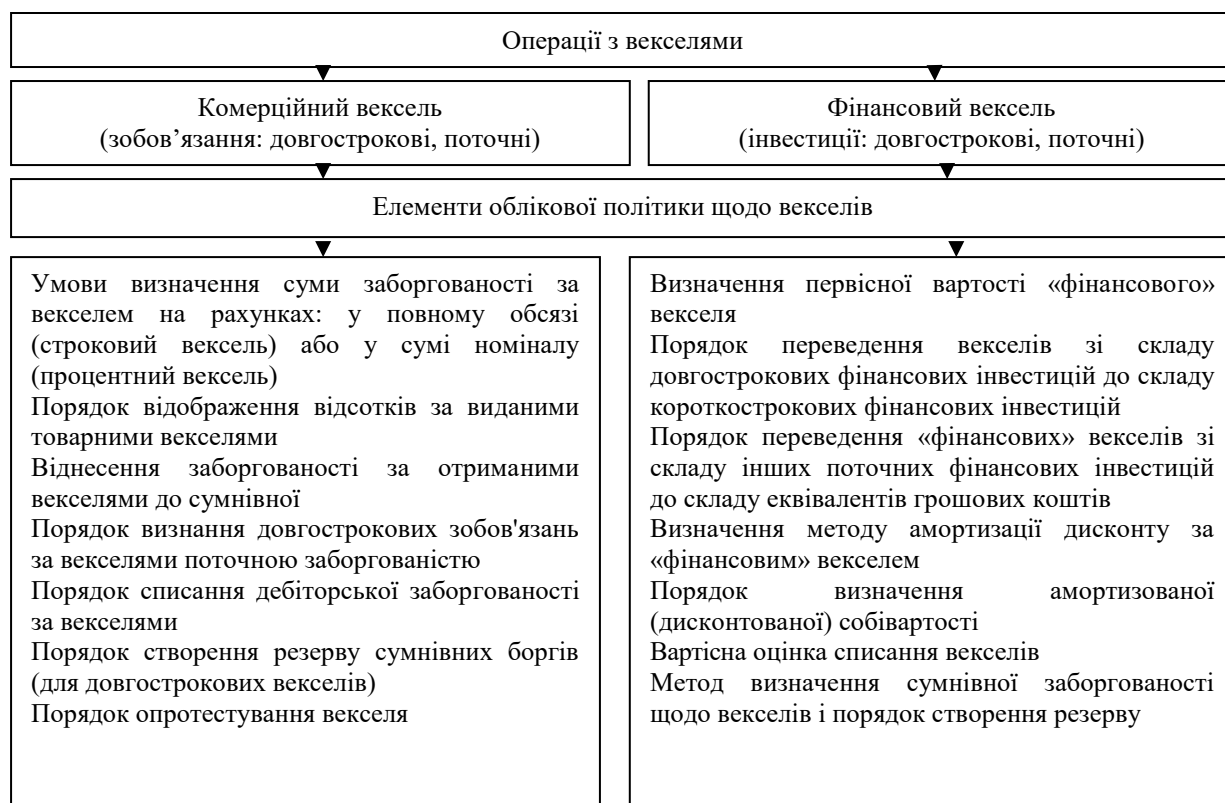 Операції з векселями
Комерційний вексель
(зобов’язання: довгострокові, поточні)
Фінансовий вексель
(інвестиції: довгострокові, поточні)
Елементи облікової політики щодо векселів
Умови визначення суми заборгованості за
векселем на рахунках: у повному обсязі
(строковий вексель) або у сумі номіналу
(процентний вексель)
Порядок відображення відсотків за виданими
товарними векселями
Віднесення заборгованості за отриманими
векселями до сумнівної
Порядок визнання довгострокових зобов'язань
за векселями поточною заборгованістю
Порядок списання дебіторської заборгованості
за векселями
Порядок створення резерву сумнівних боргів
(для довгострокових векселів)
Порядок опротестування векселя
Визначення первісної вартості «фінансового»
векселя
Порядок переведення векселів зі складу
довгострокових фінансових інвестицій до складу
короткострокових фінансових інвестицій
Порядок переведення «фінансових» векселів зі
складу інших поточних фінансових інвестицій
до складу еквівалентів грошових коштів
Визначення методу амортизації дисконту за
«фінансовим» векселем
Порядок визначення амортизованої
(дисконтованої) собівартості
Вартісна оцінка списання векселів
Метод визначення сумнівної заборгованості
щодо векселів і порядок створення резерву